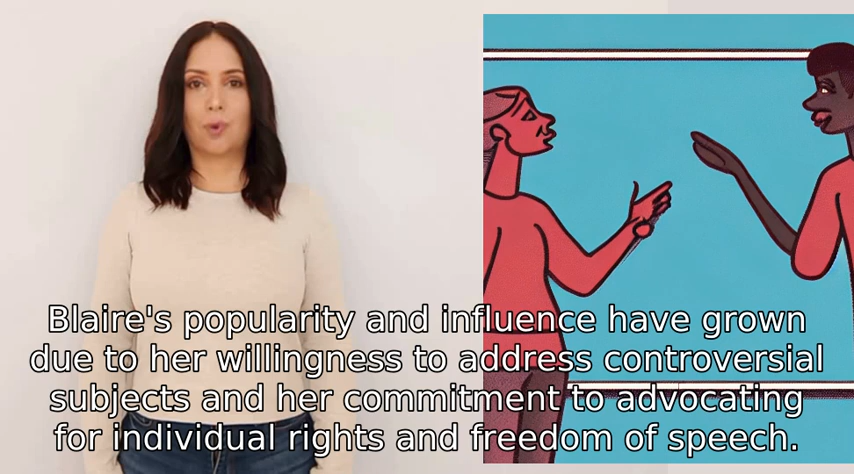 Blaire's popularity and influence have grown
due to her willingness to address controversial
subjects and her commitment to advocating
for individual rights and freedom of speech.